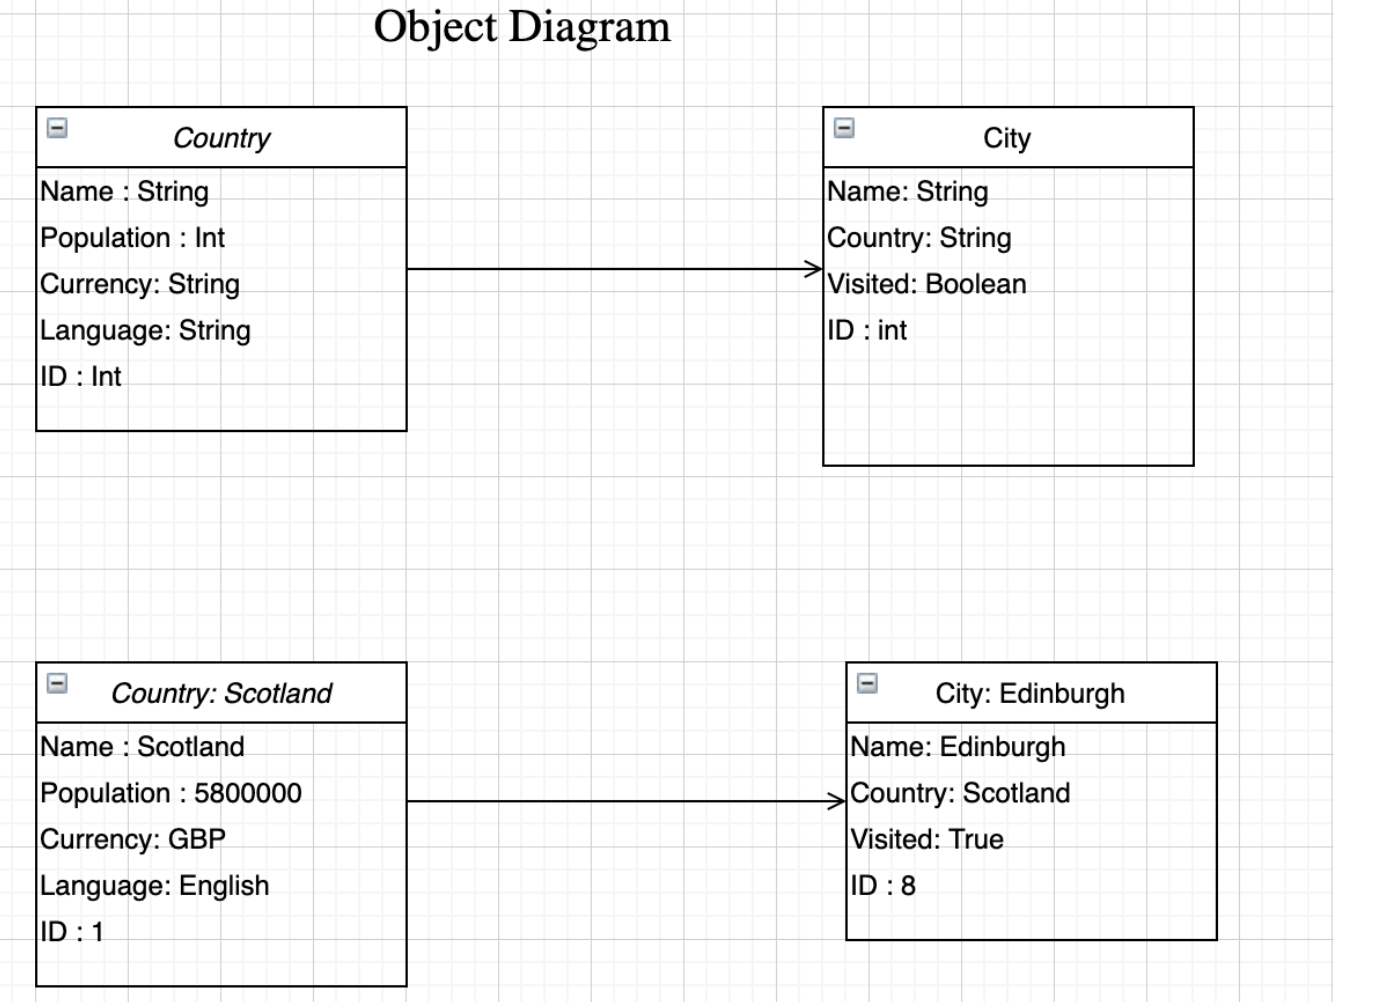 Object Diagram
Country
Name : String
Population : Int
Currency: String
Language: String
ID : Int
City
Name: String
Country: String
Visited: Boolean
ID : int
Country: Scotland
Name : Scotland
Population : 5800000
Currency: GBP
Language: English
ID : 1
City: Edinburgh
Name: Edinburgh
Country: Scotland
Visited: True
ID : 8